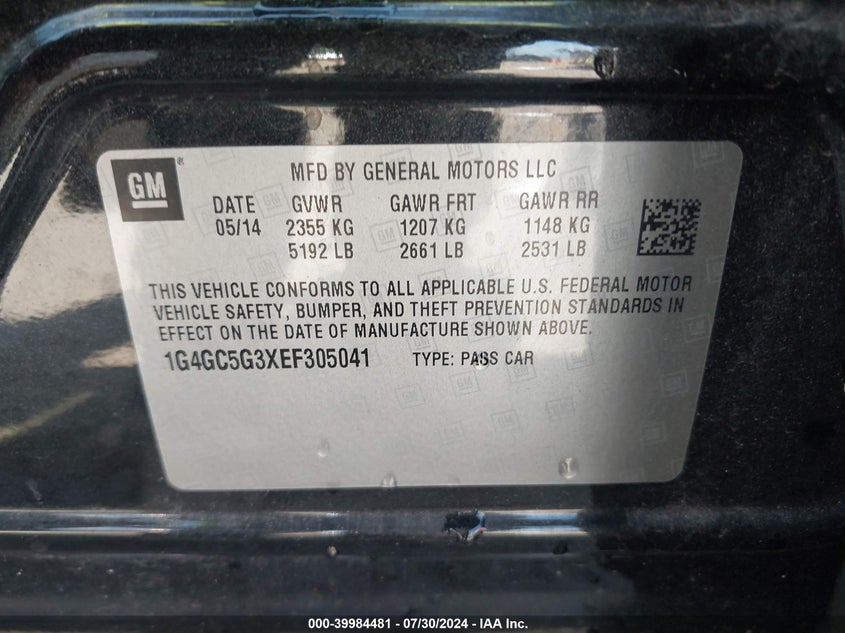 GM
MFD BY GENERAL MOTORS LLC
DATE GVWR GAWR FRT GAWR RR
05/14 2355 KG 1207 KG 1148 KG
5192 LB 2661 LB 2531 LB
THIS VEHICLE CONFORMS TO ALL APPLICABLE U.S. FEDERAL MOTOR
VEHICLE SAFETY, BUMPER, AND THEFT PREVENTION STANDARDS IN
EFFECT ON THE DATE OF MANUFACTURE SHOWN ABOVE.
1G4GC5G3XEF305041 TYPE: PASS CAR
000-39984481 - 07/30/2024 - IAA Inc.